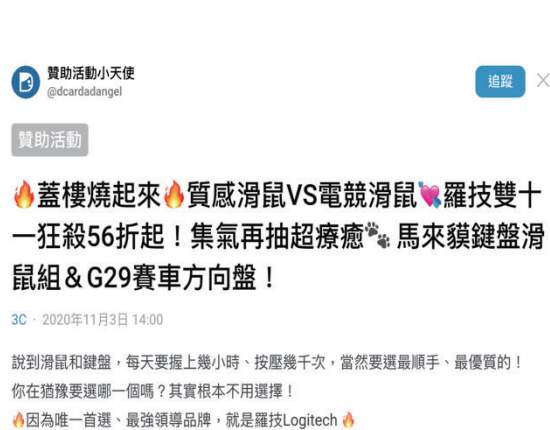 贊助活動小天使
@dcardadangel
追蹤
贊助活動
🔥蓋樓燒起來🔥質感滑鼠VS電競滑鼠💘羅技雙十
一狂殺56折起！集氣再抽超療癒🐾 馬來貘鍵盤滑
鼠組＆G29賽車方向盤！
3C · 2020年11月3日 14:00
說到滑鼠和鍵盤，每天要握上幾小時、按壓幾千次，當然要選最順手、最優質的！
你在猶豫要選哪一個嗎？其實根本不用選擇！
🔥因為唯一首選、最強領導品牌，就是羅技Logitech🔥